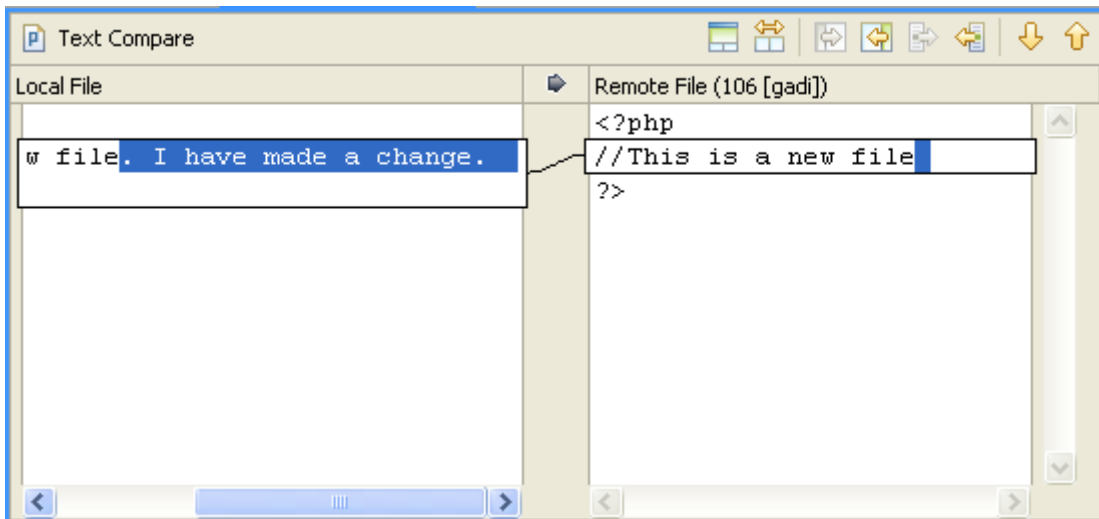 Text Compare
Local File
Remote File (106 [gadi])
w file. I have made a change.
<?php
//This is a new file
?>